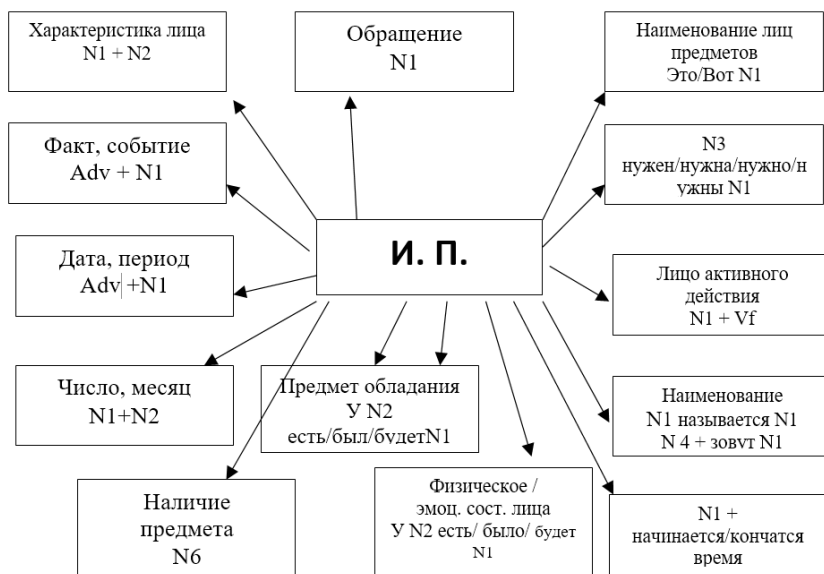 Характеристика лица
N1 + N2
Обращение
N1
Наименование лиц
предметов
Это/Вот N1
Факт, событие
Adv + N1
N3
нужен/нужна/нужно/н
ужны N1
И. П.
Дата, период
Adv +N1
Лицо активного
действия
N1 + Vf
Число, месяц
N1+N2
Предмет обладания
У N2
есть/был/будетN1
Наименование
N1 называется N1
N 4 + зовут N1
Наличие
предмета
N6
Физическое /
эмоц. сост. лица
У N2 есть/ было/ будет
N1
N1 +
начинается/кончатся
время